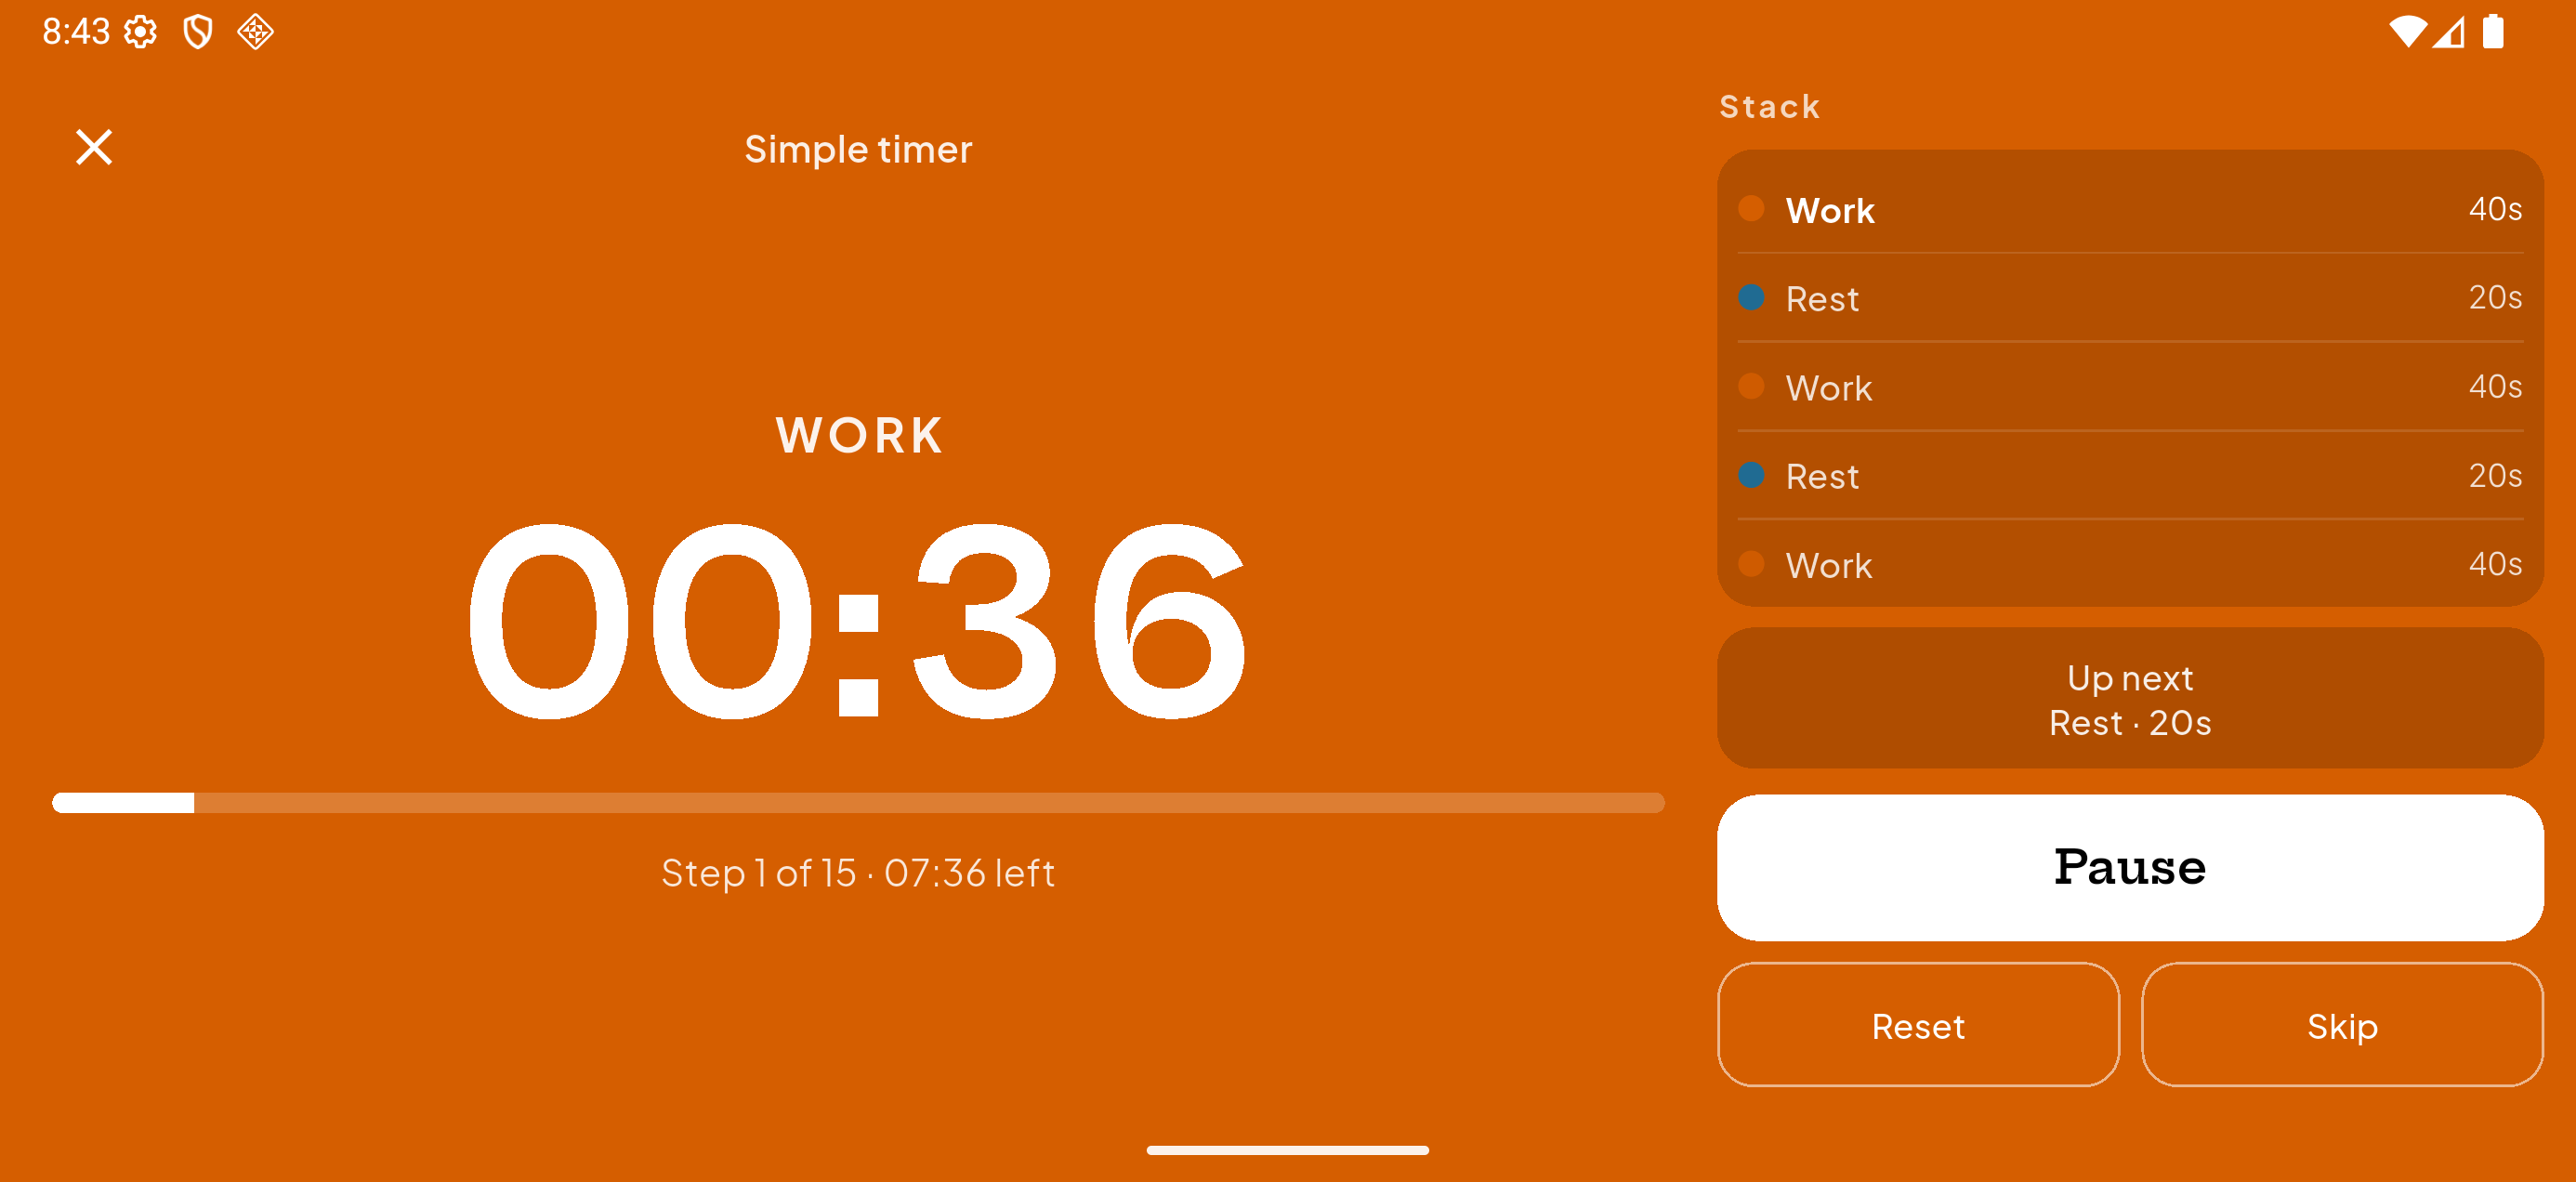 8:43
Simple timer
WORK
00:36
Step 1 of 15 · 07:36 left
Stack
Work 40s
Rest 20s
Work 40s
Rest 20s
Work 40s
Up next
Rest · 20s
Pause
Reset Skip